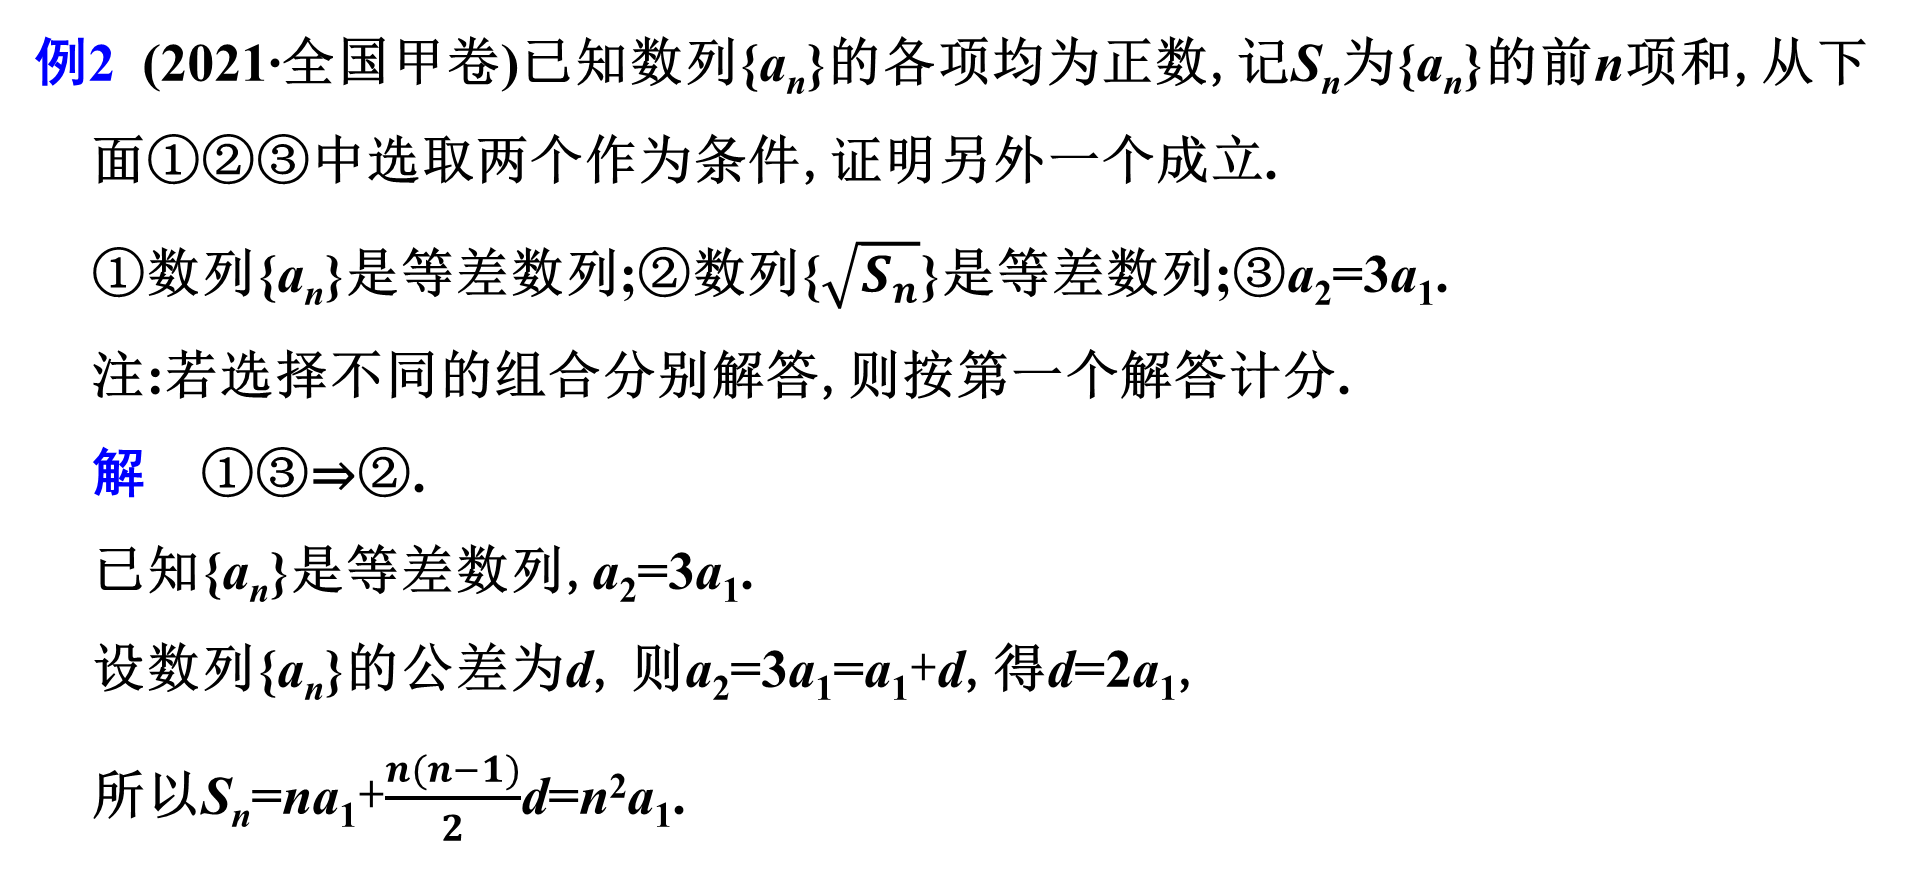 例2 (2021·全国甲卷)已知数列{aₙ}的各项均为正数,记Sₙ为{aₙ}的前n项和,从下
面①②③中选取两个作为条件,证明另外一个成立.
①数列{aₙ}是等差数列;②数列{√Sₙ}是等差数列;③a₂=3a₁.
注:若选择不同的组合分别解答,则按第一个解答计分.
解 ①③⇒②.
已知{aₙ}是等差数列,a₂=3a₁.
设数列{aₙ}的公差为d, 则a₂=3a₁=a₁+d,得d=2a₁,
所以Sₙ=na₁+\frac{n(n−1)}{2}d=n²a₁.